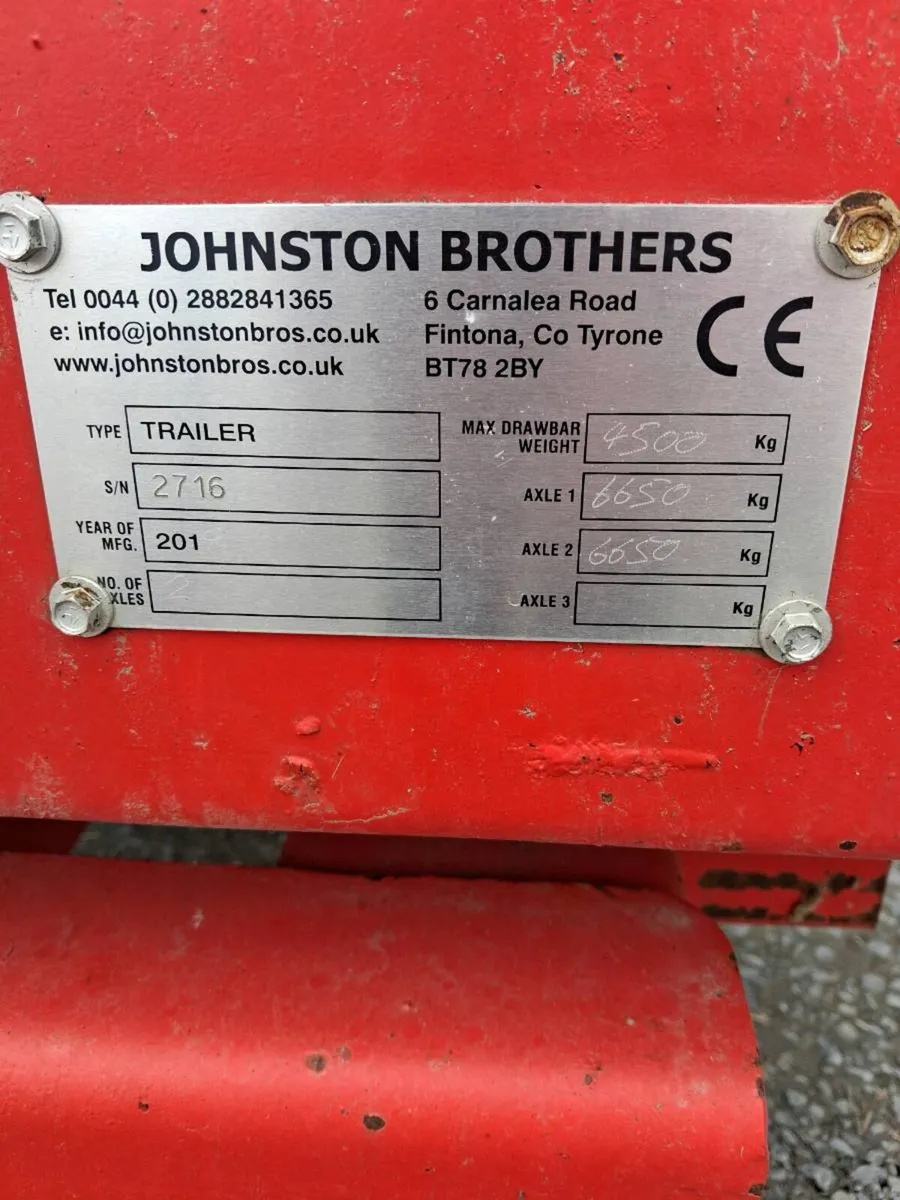 JOHNSTON BROTHERS
Tel 0044 (0) 2882841365
e: info@johnstonbros.co.uk
www.johnstonbros.co.uk
6 Carnalea Road
Fintona, Co Tyrone
BT78 2BY
CE
TYPE TRAILER
S/N 2716
YEAR OF MFG. 201
NO. OF XLES 2
MAX DRAWBAR WEIGHT 4500 Kg
AXLE 1 6650 Kg
AXLE 2 6650 Kg
AXLE 3 Kg